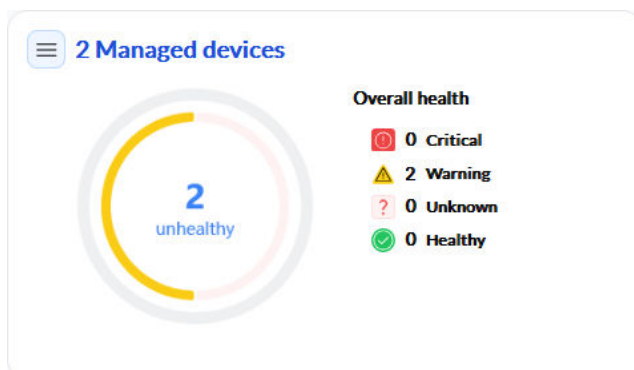 2 Managed devices
Overall health
0 Critical
2 Warning
? 0 Unknown
0 Healthy
2
unhealthy